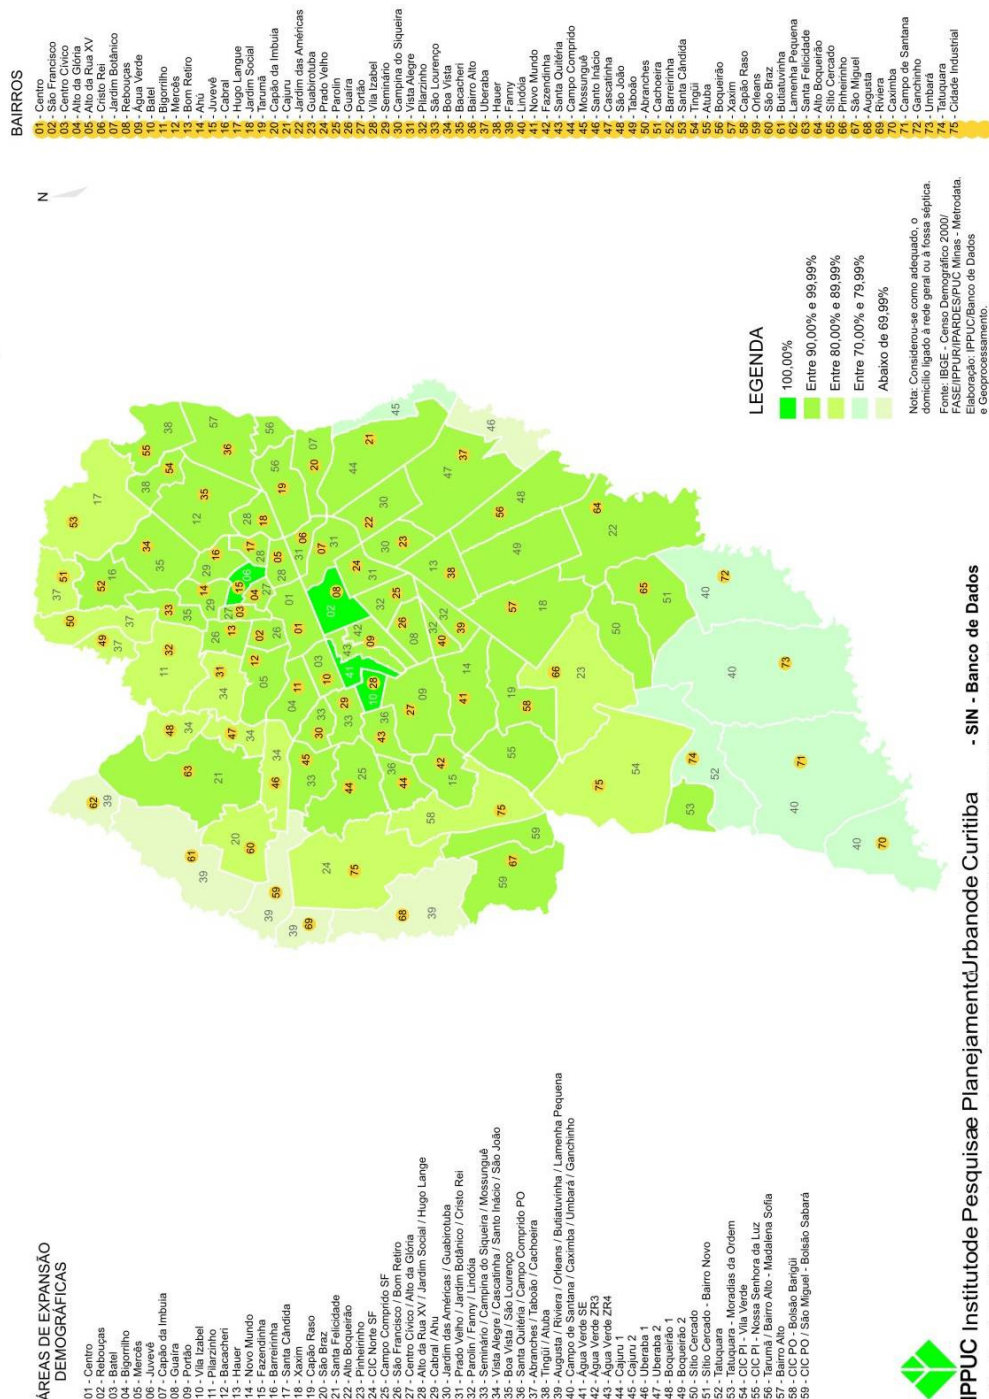 ÁREAS DE EXPANSÃO
DEMOGRÁFICAS
01 - Centro
02 - Rebouças
03 - Batel
04 - Bigorrilho
05 - Mercês
06 - Juvevê
07 - Capão da Imbuia
08 - Guaíra
09 - Portão
10 - Vila Izabel
11 - Pilarzinho
12 - Bacacheri
13 - Hauer
14 - Novo Mundo
15 - Fazendinha
16 - Barreirinha
17 - Santa Cândida
18 - Xaxim
19 - Capão Raso
20 - São Braz
21 - Santa Felicidade
22 - Alto Boqueirão
23 - Pinheirinho
24 - CIC Norte SF
25 - Campo Comprido SF
26 - São Francisco / Bom Retiro
27 - Centro Cívico / Alto da Glória
28 - Alto da Rua XV / Jardim Social / Hugo Lange
29 - Cabral / Ahu
30 - Jardim das Américas / Guabirotuba
31 - Prado Velho / Jardim Botânico / Cristo Rei
32 - Parolin / Fanny / Lindóia
33 - Seminário / Campina do Siqueira / Mossunguê
34 - Vista Alegre / Cascatinha / Santo Inácio / São João
35 - Boa Vista / São Lourenço
36 - Santa Quitéria / Campo Comprido PO
37 - Abranches / Taboão / Cachoeira
38 - Tingüi / Atuba
39 - Augusta / Riviera / Orleans / Butiatuvinha / Lamenha Pequena
40 - Campo de Santana / Caximba / Umbará / Ganchinho
41 - Água Verde SE
42 - Água Verde ZR3
43 - Água Verde ZR4
44 - Cajuru 1
45 - Cajuru 2
46 - Uberaba 1
47 - Uberaba 2
48 - Boqueirão 1
49 - Boqueirão 2
50 - Sítio Cercado
51 - Sítio Cercado - Bairro Novo
52 - Tatuquara
53 - Tatuquara - Moradias da Ordem
54 - CIC PI - Vila Verde
55 - CIC PI - Nossa Senhora da Luz
56 - Tarumã / Bairro Alto - Madalena Sofia
57 - Bairro Alto
58 - CIC PO - Bolsão Barigüi
59 - CIC PO / São Miguel - Bolsão Sabará
N
LEGENDA
100,00%
Entre 90,00% e 99,99%
Entre 80,00% e 89,99%
Entre 70,00% e 79,99%
Abaixo de 69,99%
Nota: Considerou-se como adequado, o
domicílio ligado à rede geral ou à fossa séptica.
Fonte: IBGE - Censo Demográfico 2000/
FASE/IPPUR/IPARDES/PUC Minas - Metrodata.
Elaboração: IPPUC/Banco de Dados
e Geoprocessamento.
BAIRROS
01 - Centro
02 - São Francisco
03 - Centro Cívico
04 - Alto da Glória
05 - Alto da Rua XV
06 - Cristo Rei
07 - Jardim Botânico
08 - Rebouças
09 - Água Verde
10 - Batel
11 - Bigorrilho
12 - Mercês
13 - Bom Retiro
14 - Ahú
15 - Juvevê
16 - Cabral
17 - Hugo Langue
18 - Jardim Social
19 - Tarumã
20 - Capão da Imbuia
21 - Cajuru
22 - Jardim das Américas
23 - Guabirotuba
24 - Prado Velho
25 - Parolin
26 - Guaíra
27 - Portão
28 - Vila Izabel
29 - Seminário
30 - Campina do Siqueira
31 - Vista Alegre
32 - Pilarzinho
33 - São Lourenço
34 - Boa Vista
35 - Bacacheri
36 - Bairro Alto
37 - Uberaba
38 - Hauer
39 - Fanny
40 - Lindóia
41 - Novo Mundo
42 - Fazendinha
43 - Santa Quitéria
44 - Campo Comprido
45 - Mossunguê
46 - Santo Inácio
47 - Cascatinha
48 - São João
49 - Taboão
50 - Abranches
51 - Cachoeira
52 - Barreirinha
53 - Santa Cândida
54 - Tingüi
55 - Atuba
56 - Boqueirão
57 - Xaxim
58 - Capão Raso
59 - Orleans
60 - São Braz
61 - Butiatuvinha
62 - Lamenha Pequena
63 - Santa Felicidade
64 - Alto Boqueirão
65 - Sítio Cercado
66 - Pinheirinho
67 - São Miguel
68 - Augusta
69 - Riviera
70 - Caximba
71 - Campo de Santana
72 - Ganchinho
73 - Umbará
74 - Tatuquara
75 - Cidade Industrial
IPPUC Instituto de Pesquisa e Planejamento Urbano de Curitiba - SIN - Banco de Dados